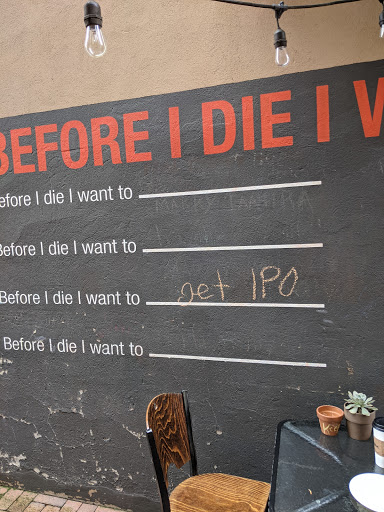 BEFORE I DIE I W
efore I die I want to
Before I die I want to
Before I die I want to get IPO
Before I die I want to